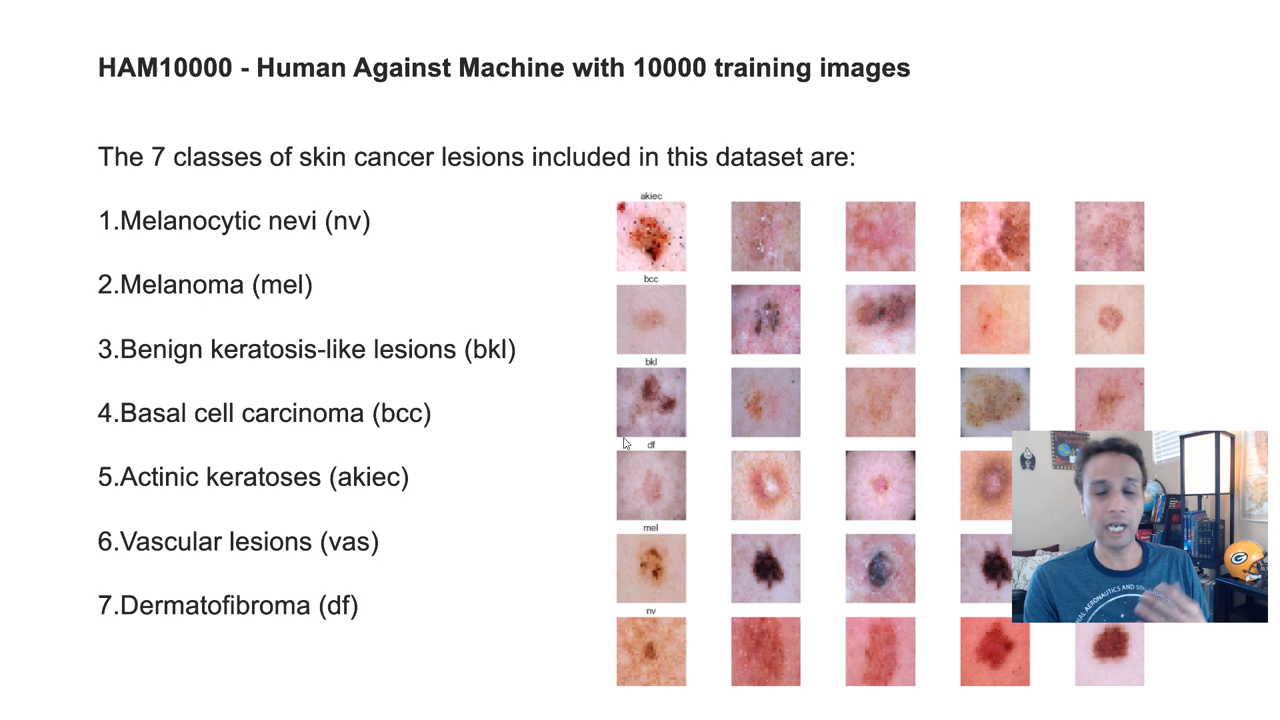 HAM10000 - Human Against Machine with 10000 training images
The 7 classes of skin cancer lesions included in this dataset are:
1.Melanocytic nevi (nv)
2.Melanoma (mel)
3.Benign keratosis-like lesions (bkl)
4.Basal cell carcinoma (bcc)
5.Actinic keratoses (akiec)
6.Vascular lesions (vas)
7.Dermatofibroma (df)
akiec
bcc
bkl
df
mel
nv
AERONAUTICS AND
G